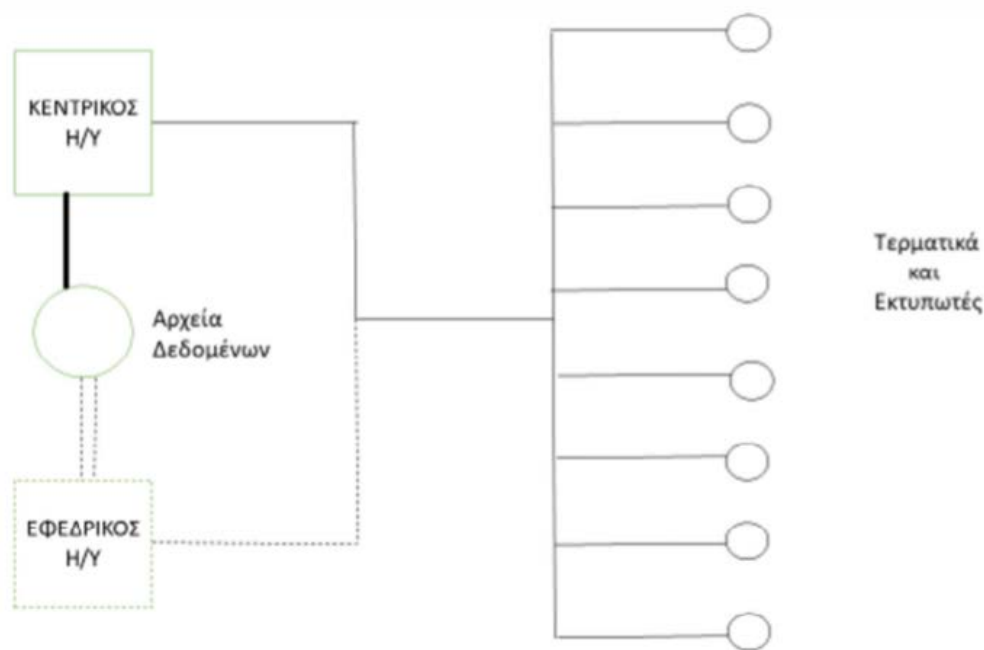 ΚΕΝΤΡΙΚΟΣ
Η/Υ
Αρχεία
Δεδομένων
ΕΦΕΔΡΙΚΟΣ
Η/Υ
Τερματικά
και
Εκτυπωτές